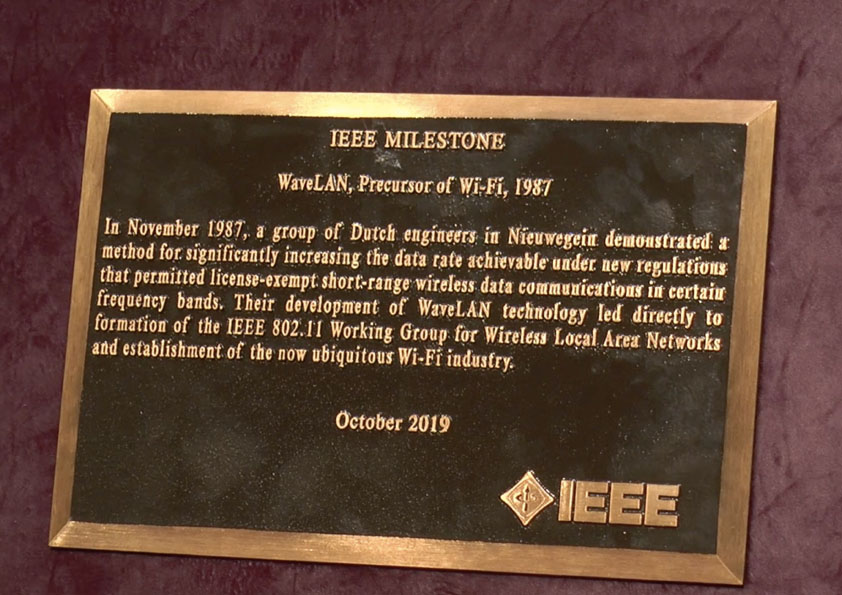 IEEE MILESTONE
WaveLAN, Precursor of Wi-Fi, 1987
In November 1987, a group of Dutch engineers in Nieuwegein demonstrated a
method for significantly increasing the data rate achievable under new regulations
that permitted license-exempt short-range wireless data communications in certain
frequency bands. Their development of WaveLAN technology led directly to
formation of the IEEE 802.11 Working Group for Wireless Local Area Networks
and establishment of the now ubiquitous Wi-Fi industry.
October 2019
IEEE